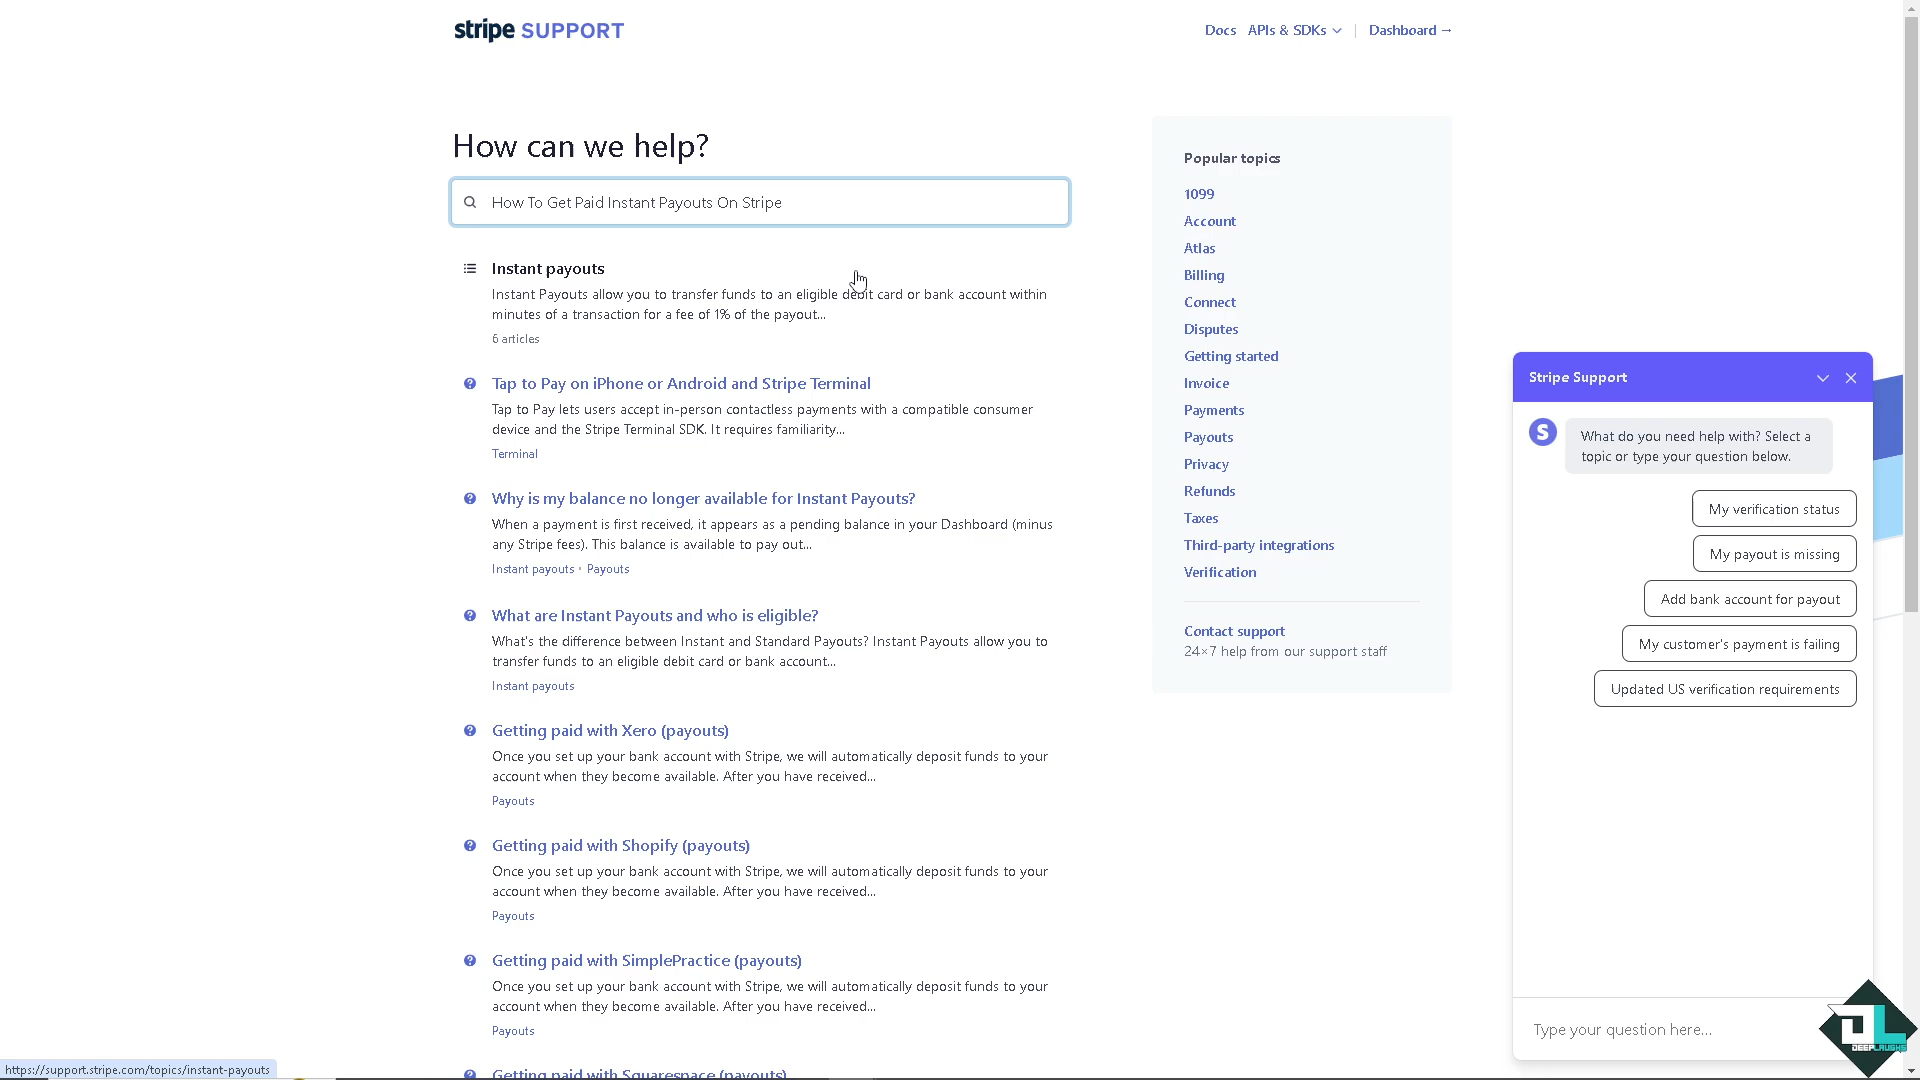 stripe SUPPORT
Docs APIs & SDKs Dashboard →
How can we help?
How To Get Paid Instant Payouts On Stripe
Instant payouts
Instant Payouts allow you to transfer funds to an eligible debit card or bank account within
minutes of a transaction for a fee of 1% of the payout...
6 articles
Tap to Pay on iPhone or Android and Stripe Terminal
Tap to Pay lets users accept in-person contactless payments with a compatible consumer
device and the Stripe Terminal SDK. It requires familiarity...
Terminal
Why is my balance no longer available for Instant Payouts?
When a payment is first received, it appears as a pending balance in your Dashboard (minus
any Stripe fees). This balance is available to pay out...
Instant payouts · Payouts
What are Instant Payouts and who is eligible?
What's the difference between Instant and Standard Payouts? Instant Payouts allow you to
transfer funds to an eligible debit card or bank account...
Instant payouts
Getting paid with Xero (payouts)
Once you set up your bank account with Stripe, we will automatically deposit funds to your
account when they become available. After you have received...
Payouts
Getting paid with Shopify (payouts)
Once you set up your bank account with Stripe, we will automatically deposit funds to your
account when they become available. After you have received...
Payouts
Getting paid with SimplePractice (payouts)
Once you set up your bank account with Stripe, we will automatically deposit funds to your
account when they become available. After you have received...
Payouts
Getting paid with Squarespace (payouts)
Popular topics
1099
Account
Atlas
Billing
Connect
Disputes
Getting started
Invoice
Payments
Payouts
Privacy
Refunds
Taxes
Third-party integrations
Verification
Contact support
24×7 help from our support staff
Stripe Support
S
What do you need help with? Select a
topic or type your question below.
My verification status
My payout is missing
Add bank account for payout
My customer's payment is failing
Updated US verification requirements
Type your question here...
DEEPLAUGHS
https://support.stripe.com/topics/instant-payouts